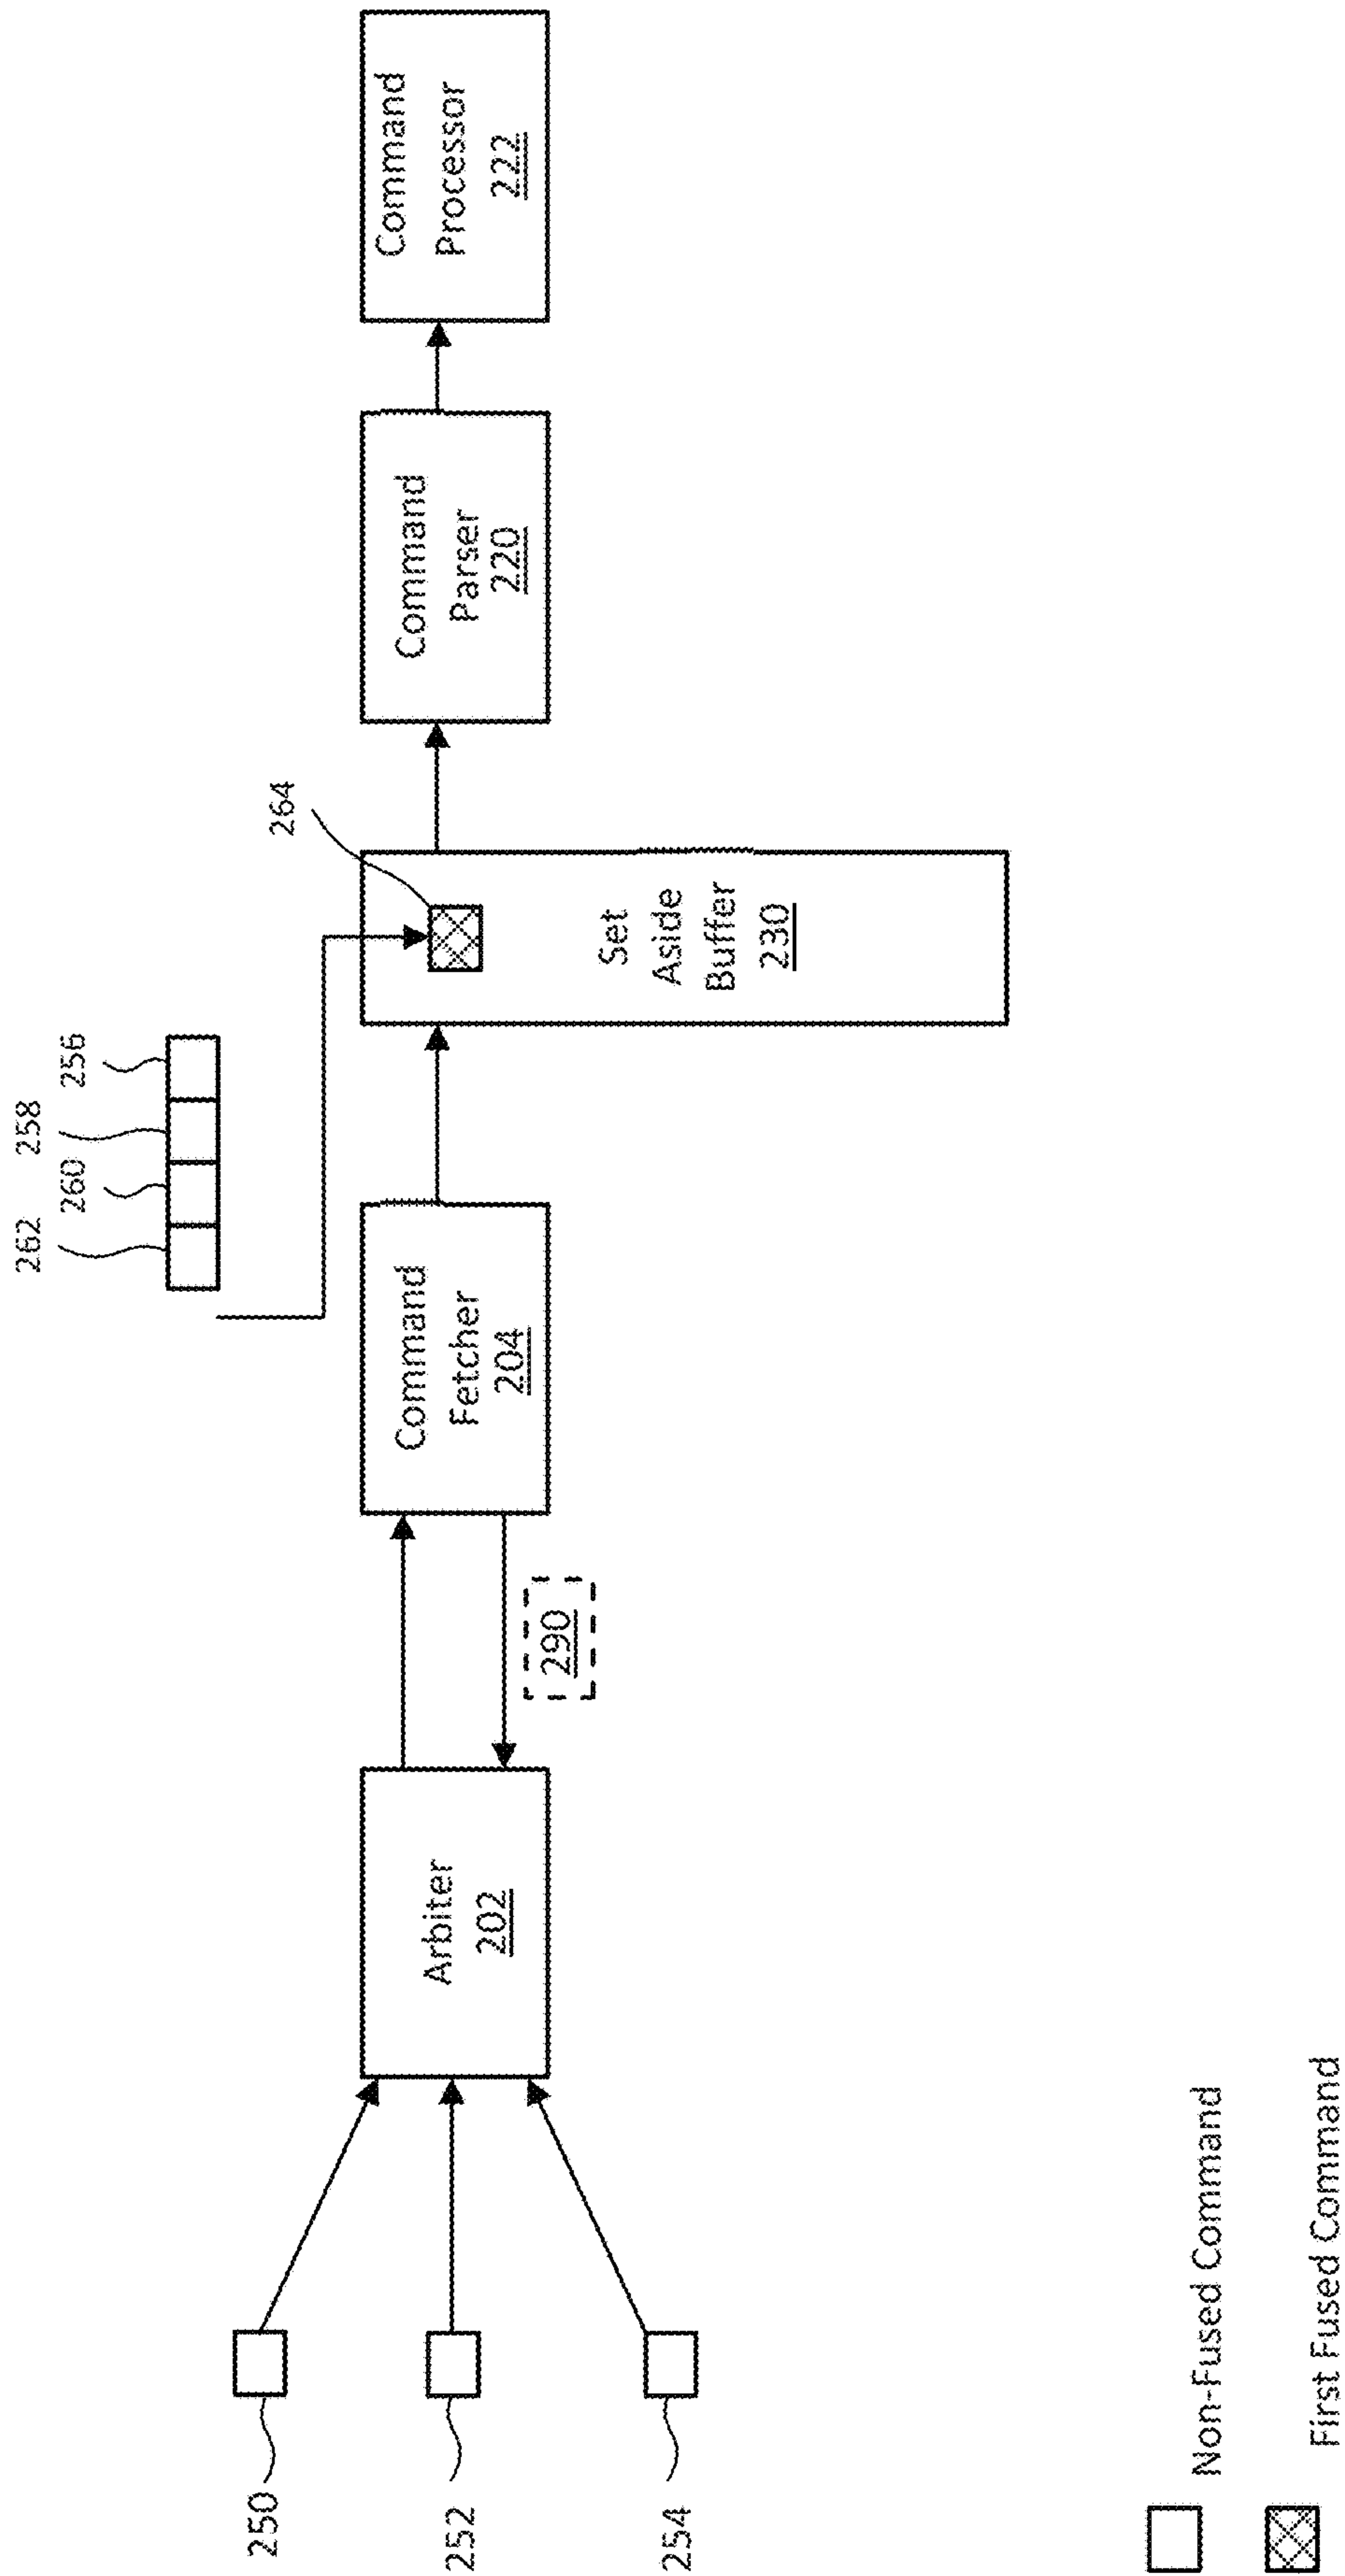 262
258
260
256
264
250
252
254
Arbiter
202
290
Command
Fetcher
204
Set
Aside
Buffer
230
Command
Parser
220
Command
Processor
222
Non-Fused Command
First Fused Command